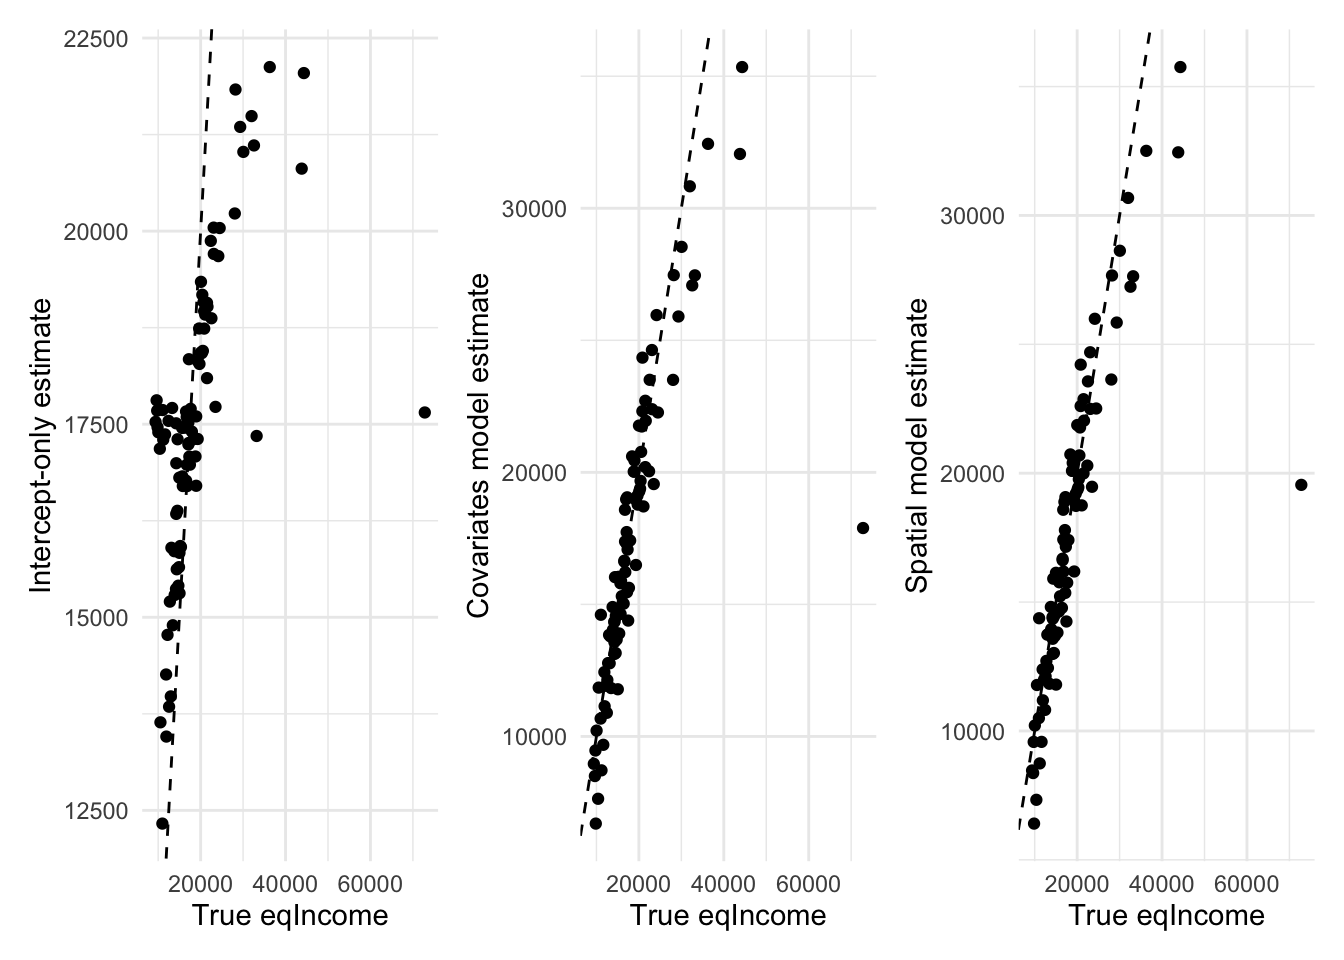 Intercept-only estimate
22500
20000
17500
15000
12500
20000 40000 60000
True eqIncome
Covariates model estimate
30000
20000
10000
20000 40000 60000
True eqIncome
Spatial model estimate
30000
20000
10000
20000 40000 60000
True eqIncome